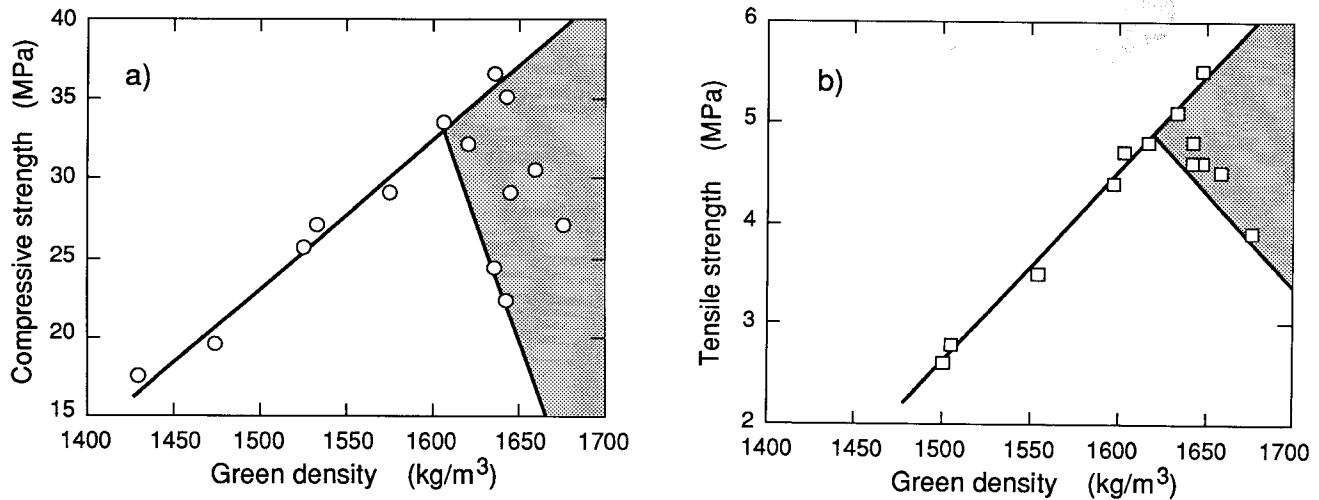 a)
Compressive strength (MPa)
40
35
30
25
20
15
1400 1450 1500 1550 1600 1650 1700
Green density (kg/m³)
b)
Tensile strength (MPa)
6
5
4
3
2
1400 1450 1500 1550 1600 1650 1700
Green density (kg/m³)